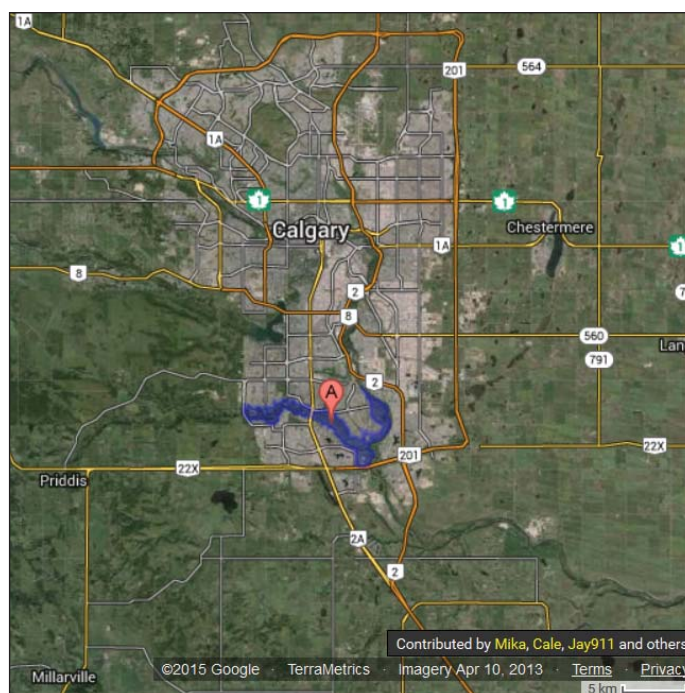 1A
201
564
1A
1
1
Calgary
Chestermere
1A
1
8
2
7
8
560
Lan
791
2
A
22X
201
22X
Priddis
2A
2
Contributed by Mika, Cale, Jay911 and others
Millarville
©2015 Google · TerraMetrics · Imagery Apr 10, 2013 · Terms · Privacy
5 km